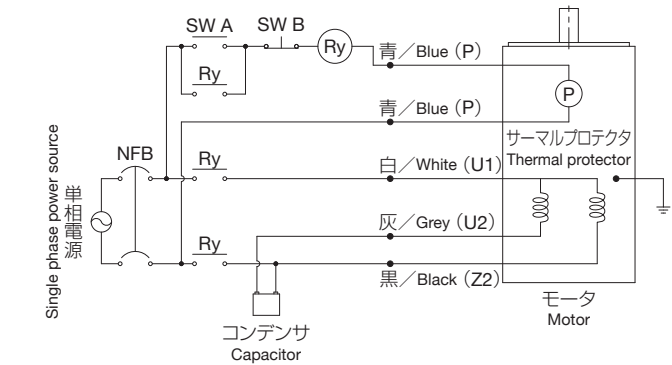 SW A
SW B
Ry
青／Blue（P）
Ry
青／Blue（P）
P
サーマルプロテクタ
Thermal protector
NFB
Ry
白／White（U1）
単相電源
Single phase power source
灰／Grey（U2）
Ry
黒／Black（Z2）
モータ
Motor
コンデンサ
Capacitor